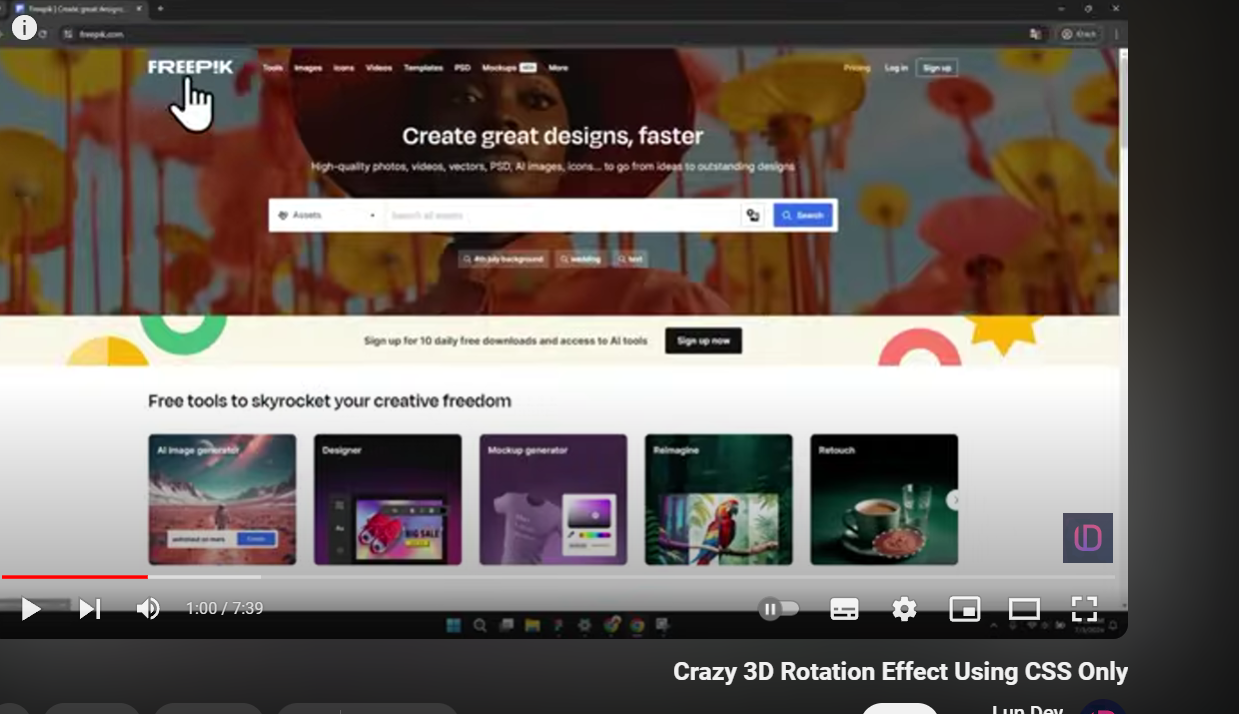 Freepik | Create great designs,
freepik.com
FREEP!K Tools Images Icons Videos Templates PSD Mockups NEW More Pricing Log in Sign up
Create great designs, faster
High-quality photos, videos, vectors, PSD, AI images, icons... to go from ideas to outstanding designs
Assets Search all assets Search
4th july background wedding text
Sign up for 10 daily free downloads and access to AI tools Sign up now
Free tools to skyrocket your creative freedom
AI image generator Designer Mockup generator Reimagine Retouch
astronaut on mars Create
BIG SALE
1:00 / 7:39
Crazy 3D Rotation Effect Using CSS Only
Lun Dev